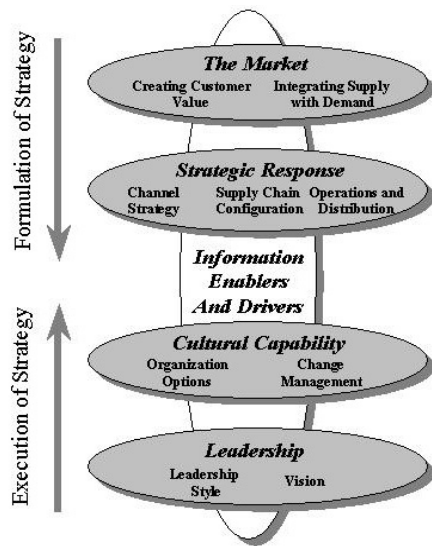 Formulation of Strategy
The Market
Creating Customer
Value
Integrating Supply
with Demand
Strategic Response
Channel
Strategy
Supply Chain
Configuration
Operations and
Distribution
Information
Enablers
And Drivers
Execution of Strategy
Cultural Capability
Organization
Options
Change
Management
Leadership
Leadership
Style
Vision